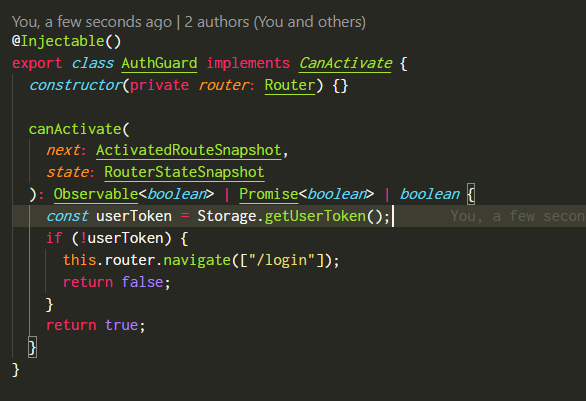 You, a few seconds ago | 2 authors (You and others)
@Injectable()
export class AuthGuard implements CanActivate {
  constructor(private router: Router) {}

  canActivate(
    next: ActivatedRouteSnapshot,
    state: RouterStateSnapshot
  ): Observable<boolean> | Promise<boolean> | boolean {
    const userToken = Storage.getUserToken(); You, a few secon
    if (!userToken) {
      this.router.navigate(["/login"]);
      return false;
    }
    return true;
  }
}